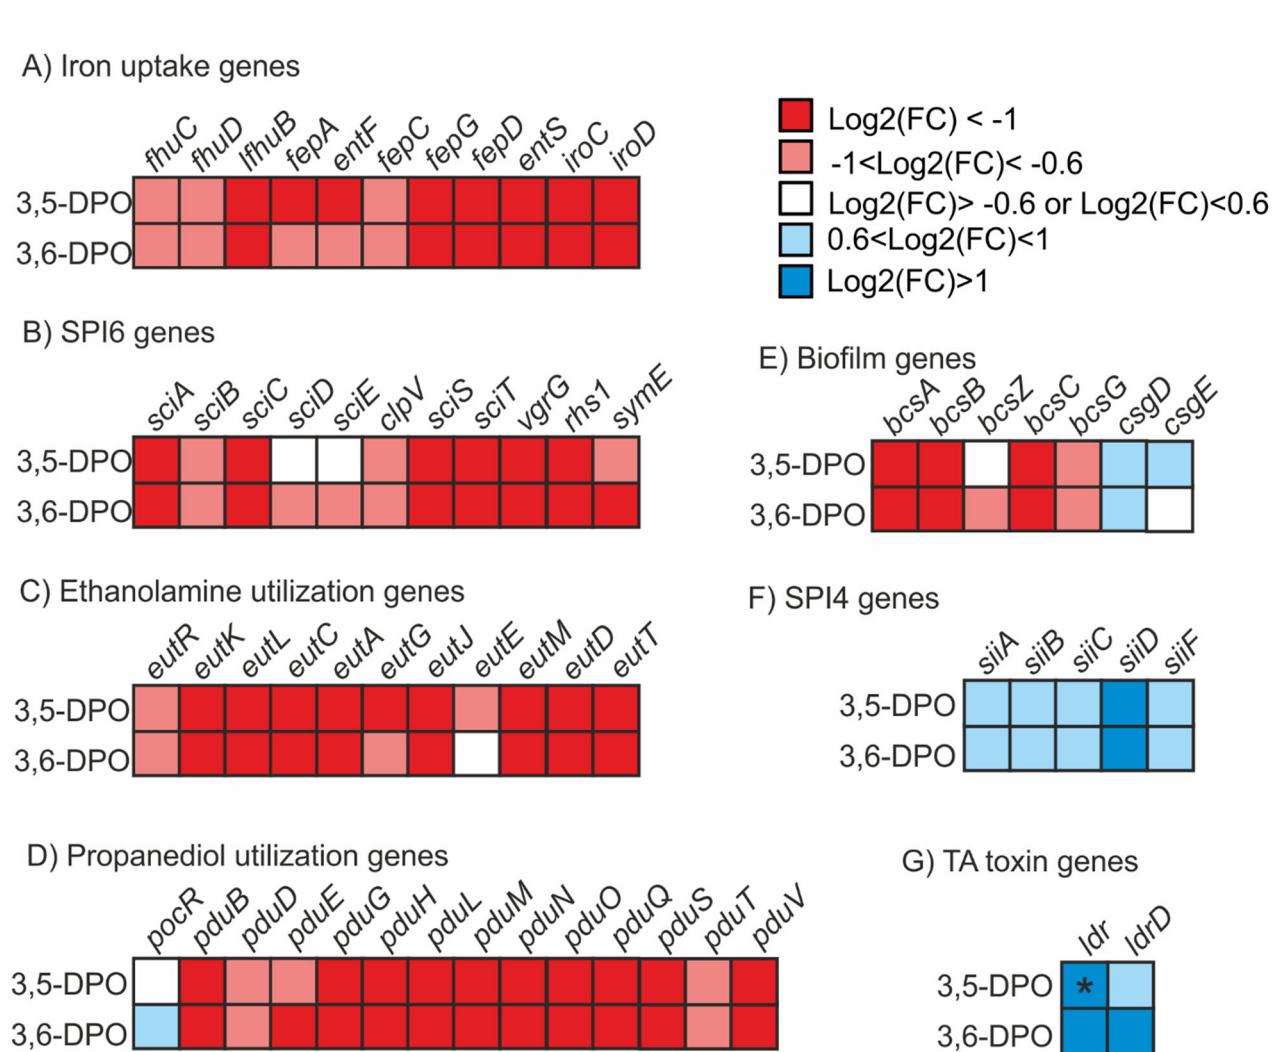 A) Iron uptake genes
fhuC fhuD lfhuB fepA entF fepC fepG fepD entS iroC iroD
3,5-DPO
3,6-DPO
Log2(FC) < -1
-1<Log2(FC)< -0.6
Log2(FC)> -0.6 or Log2(FC)<0.6
0.6<Log2(FC)<1
Log2(FC)>1
B) SPI6 genes
sciA sciB sciC sciD sciE clpV sciS sciT vgrG rhs1 symE
3,5-DPO
3,6-DPO
E) Biofilm genes
bcsA bcsB bcsZ bcsC bcsG csgD csgE
3,5-DPO
3,6-DPO
C) Ethanolamine utilization genes
eutR eutK eutL eutC eutA eutG eutJ eutE eutM eutD eutT
3,5-DPO
3,6-DPO
F) SPI4 genes
siiA siiB siiC siiD siiF
3,5-DPO
3,6-DPO
D) Propanediol utilization genes
pocR pduB pduD pduE pduG pduH pduL pduM pduN pduO pduQ pduS pduT pduV
3,5-DPO
3,6-DPO
G) TA toxin genes
ldr ldrD
3,5-DPO *
3,6-DPO